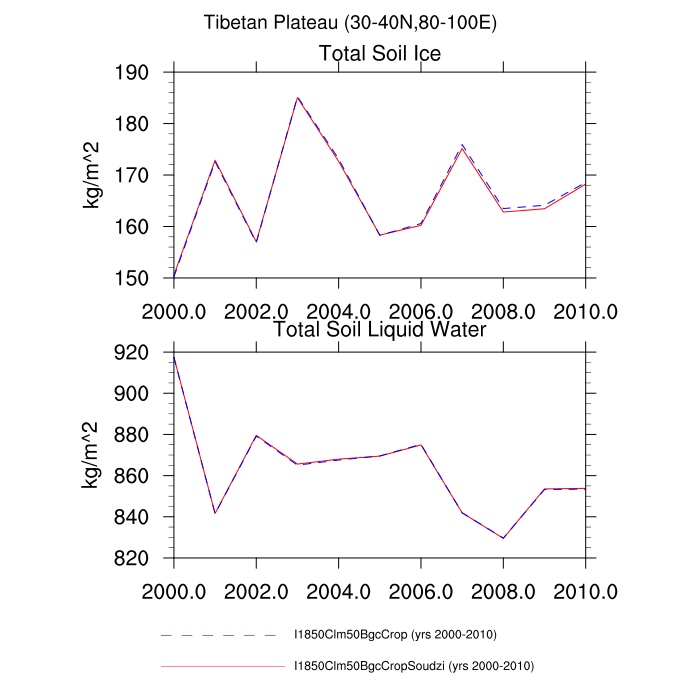 Tibetan Plateau (30-40N,80-100E)
Total Soil Ice
190
180
170
160
150
kg/m^2
2000.0 2002.0 2004.0 2006.0 2008.0 2010.0
Total Soil Liquid Water
920
900
880
860
840
820
kg/m^2
2000.0 2002.0 2004.0 2006.0 2008.0 2010.0
I1850Clm50BgcCrop (yrs 2000-2010)
I1850Clm50BgcCropSoudzi (yrs 2000-2010)